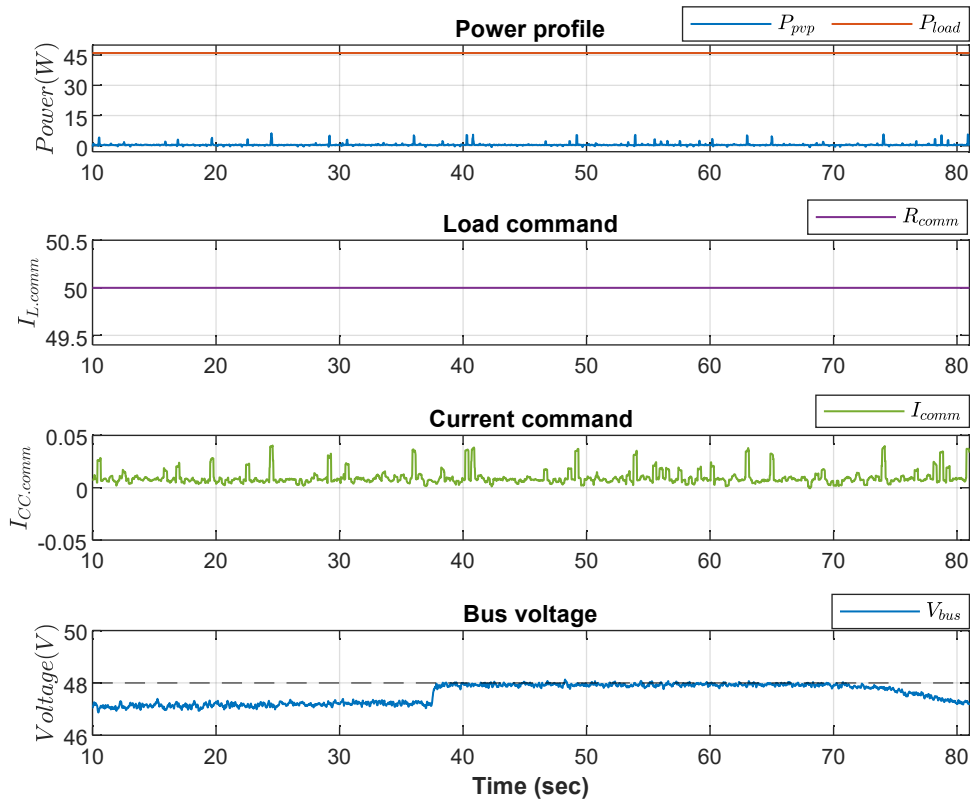 Power profile
P_pvp P_load
Power(W)
45
30
15
0
10 20 30 40 50 60 70 80
Load command
R_comm
I_L.comm
50.5
50
49.5
10 20 30 40 50 60 70 80
Current command
I_comm
I_CC.comm
0.05
0
-0.05
10 20 30 40 50 60 70 80
Bus voltage
V_bus
Voltage(V)
50
48
46
10 20 30 40 50 60 70 80
Time (sec)